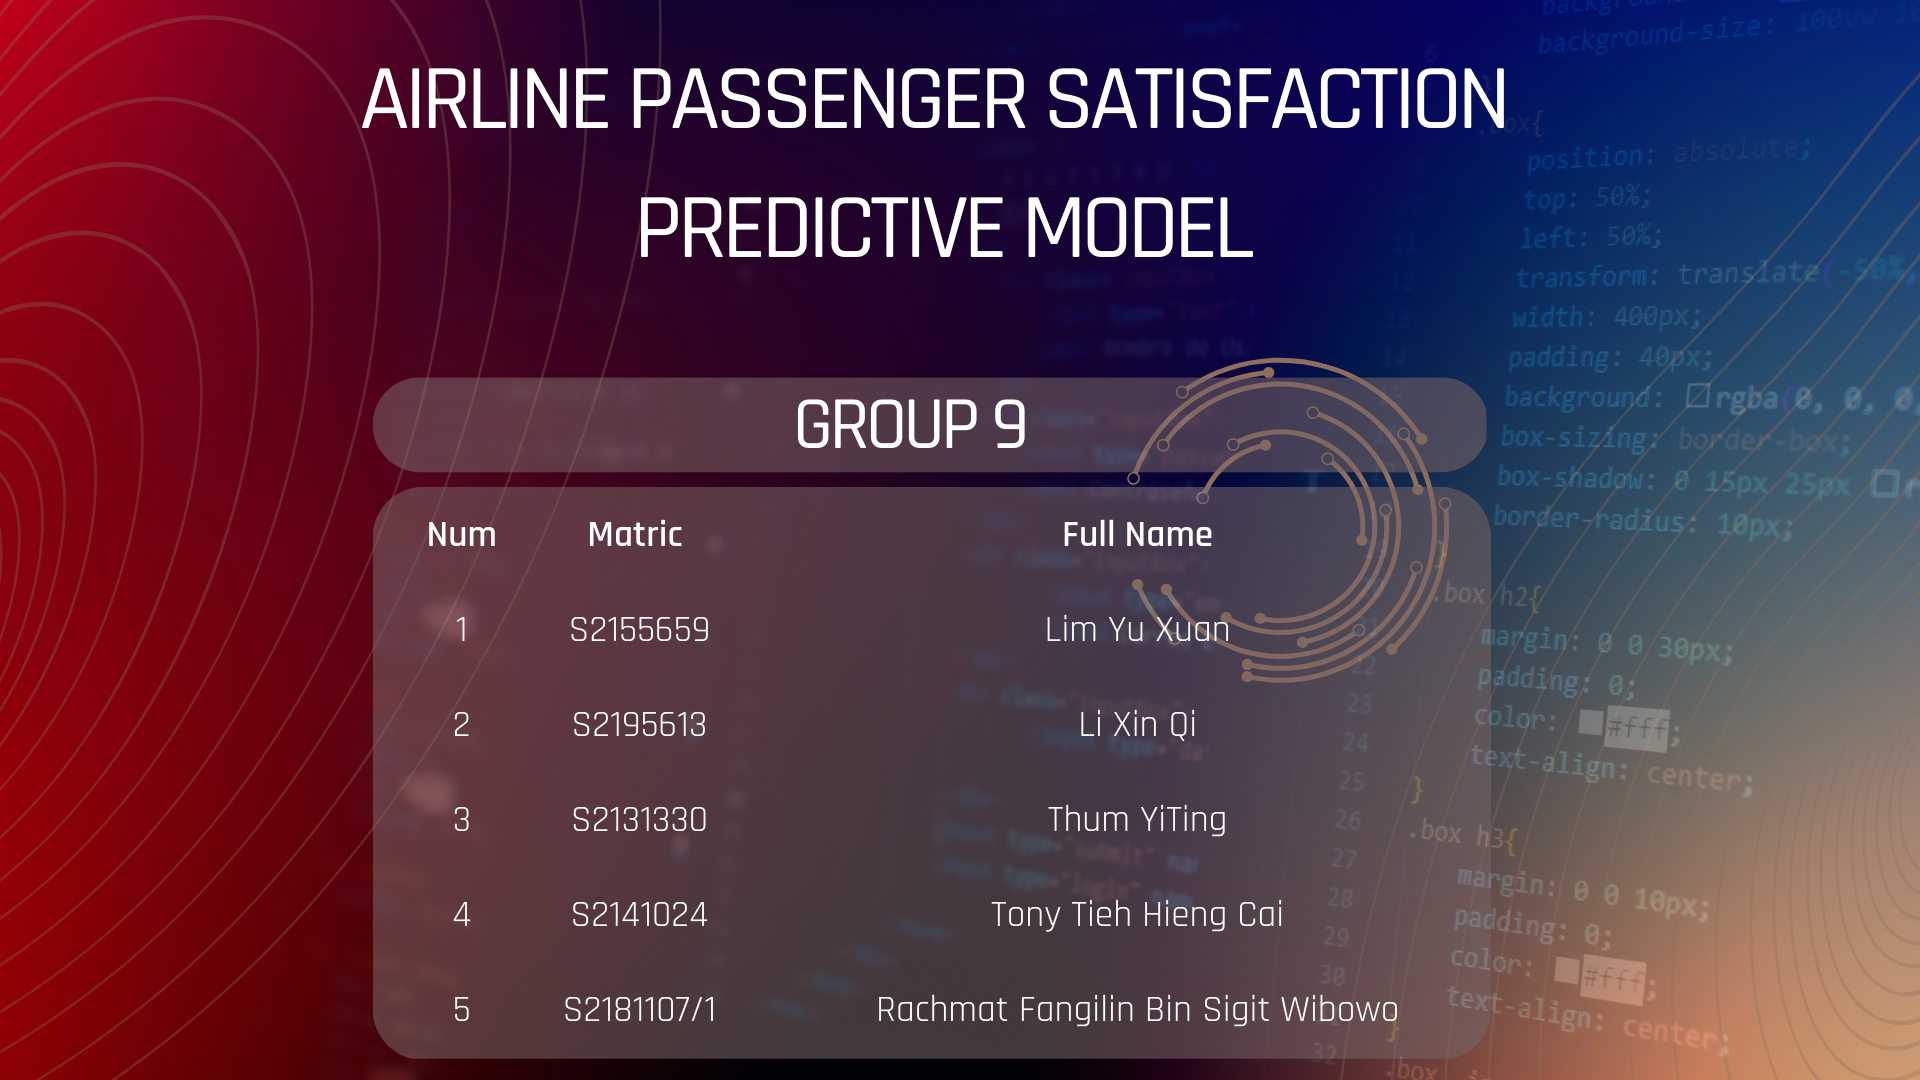 AIRLINE PASSENGER SATISFACTION
PREDICTIVE MODEL
GROUP 9
Num Matric Full Name
1 S2155659 Lim Yu Xuan
2 S2195613 Li Xin Qi
3 S2131330 Thum YiTing
4 S2141024 Tony Tieh Hieng Cai
5 S2181107/1 Rachmat Fangilin Bin Sigit Wibowo
background-size: 100vw
.box{
position: absolute;
top: 50%;
left: 50%;
transform: translate(-50%,
width: 400px;
padding: 40px;
background: rgba(0, 0, 0,
box-sizing: border-box;
box-shadow: 0 15px 25px
border-radius: 10px;
}
.box h2{
margin: 0 0 30px;
padding: 0;
color: #fff;
text-align: center;
}
.box h3{
margin: 0 0 10px;
padding: 0;
color: #fff;
text-align: center;
}
.box